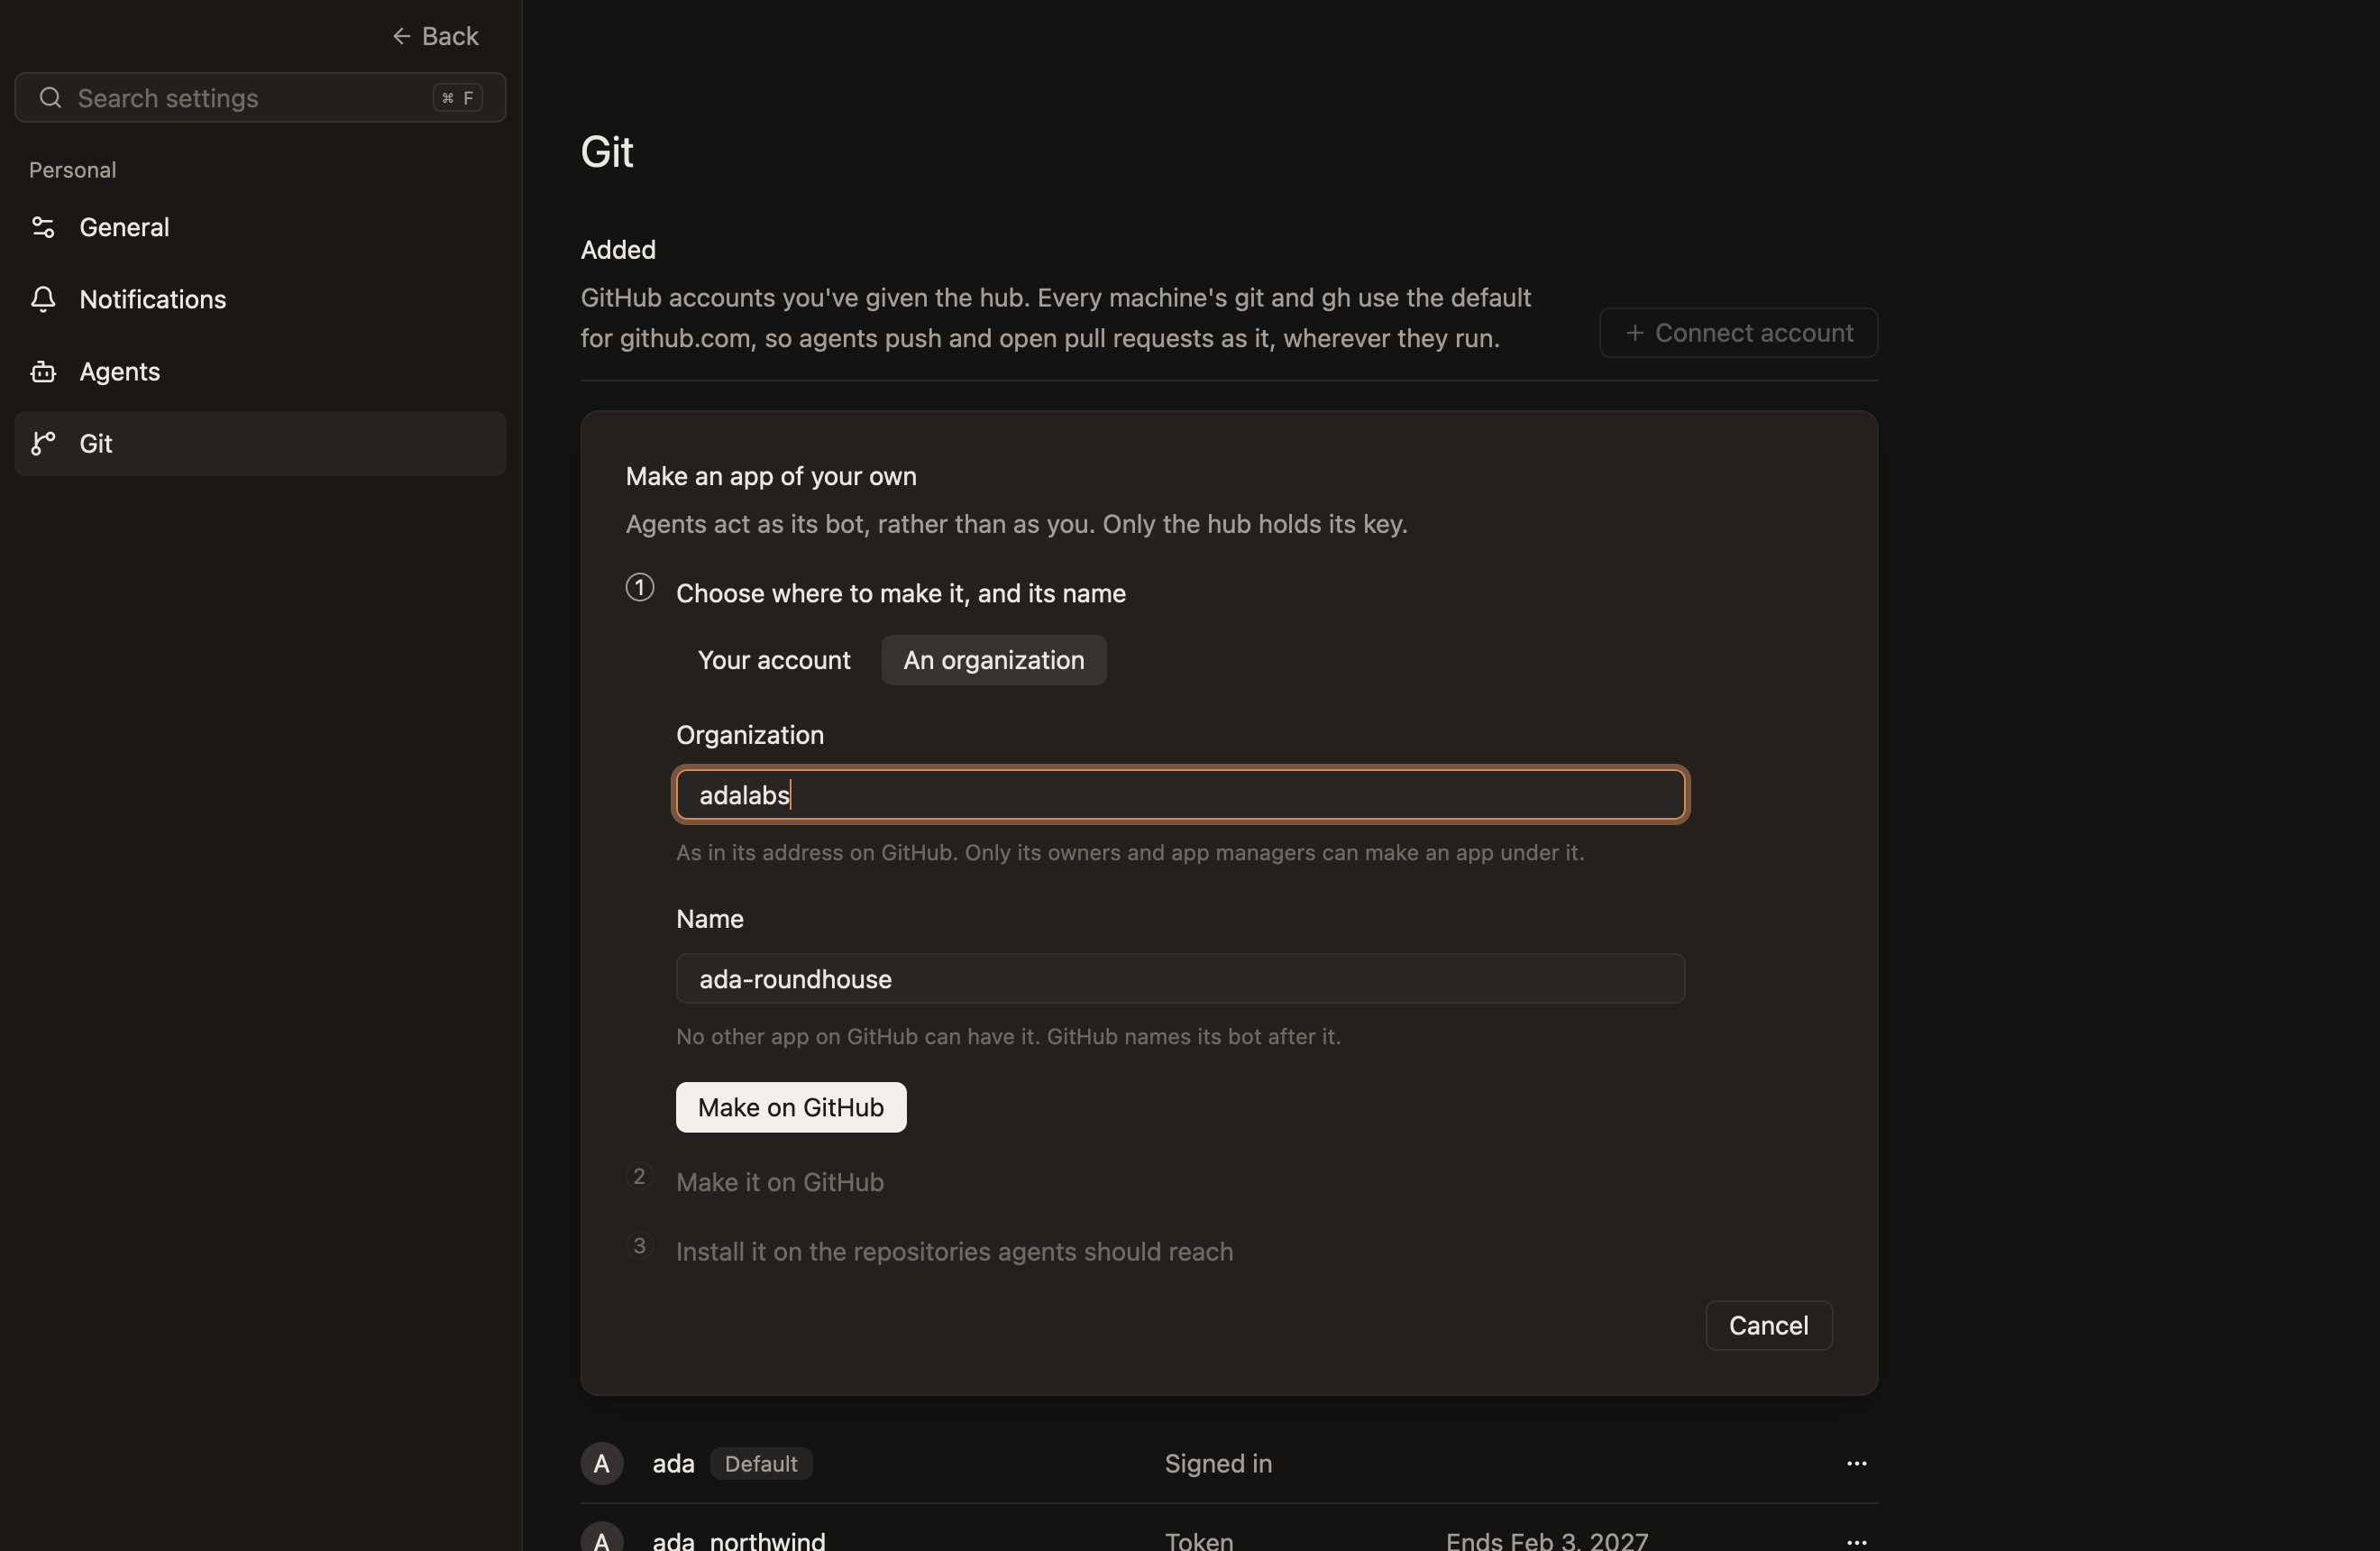 Back
Search settings
⌘ F
Personal
General
Notifications
Agents
Git
Git
Added
GitHub accounts you've given the hub. Every machine's git and gh use the default
for github.com, so agents push and open pull requests as it, wherever they run.
+ Connect account
Make an app of your own
Agents act as its bot, rather than as you. Only the hub holds its key.
1 Choose where to make it, and its name
Your account An organization
Organization
adalabs
As in its address on GitHub. Only its owners and app managers can make an app under it.
Name
ada-roundhouse
No other app on GitHub can have it. GitHub names its bot after it.
Make on GitHub
2 Make it on GitHub
3 Install it on the repositories agents should reach
Cancel
A ada Default Signed in
A ada_northwind Token Ends Feb 3, 2027